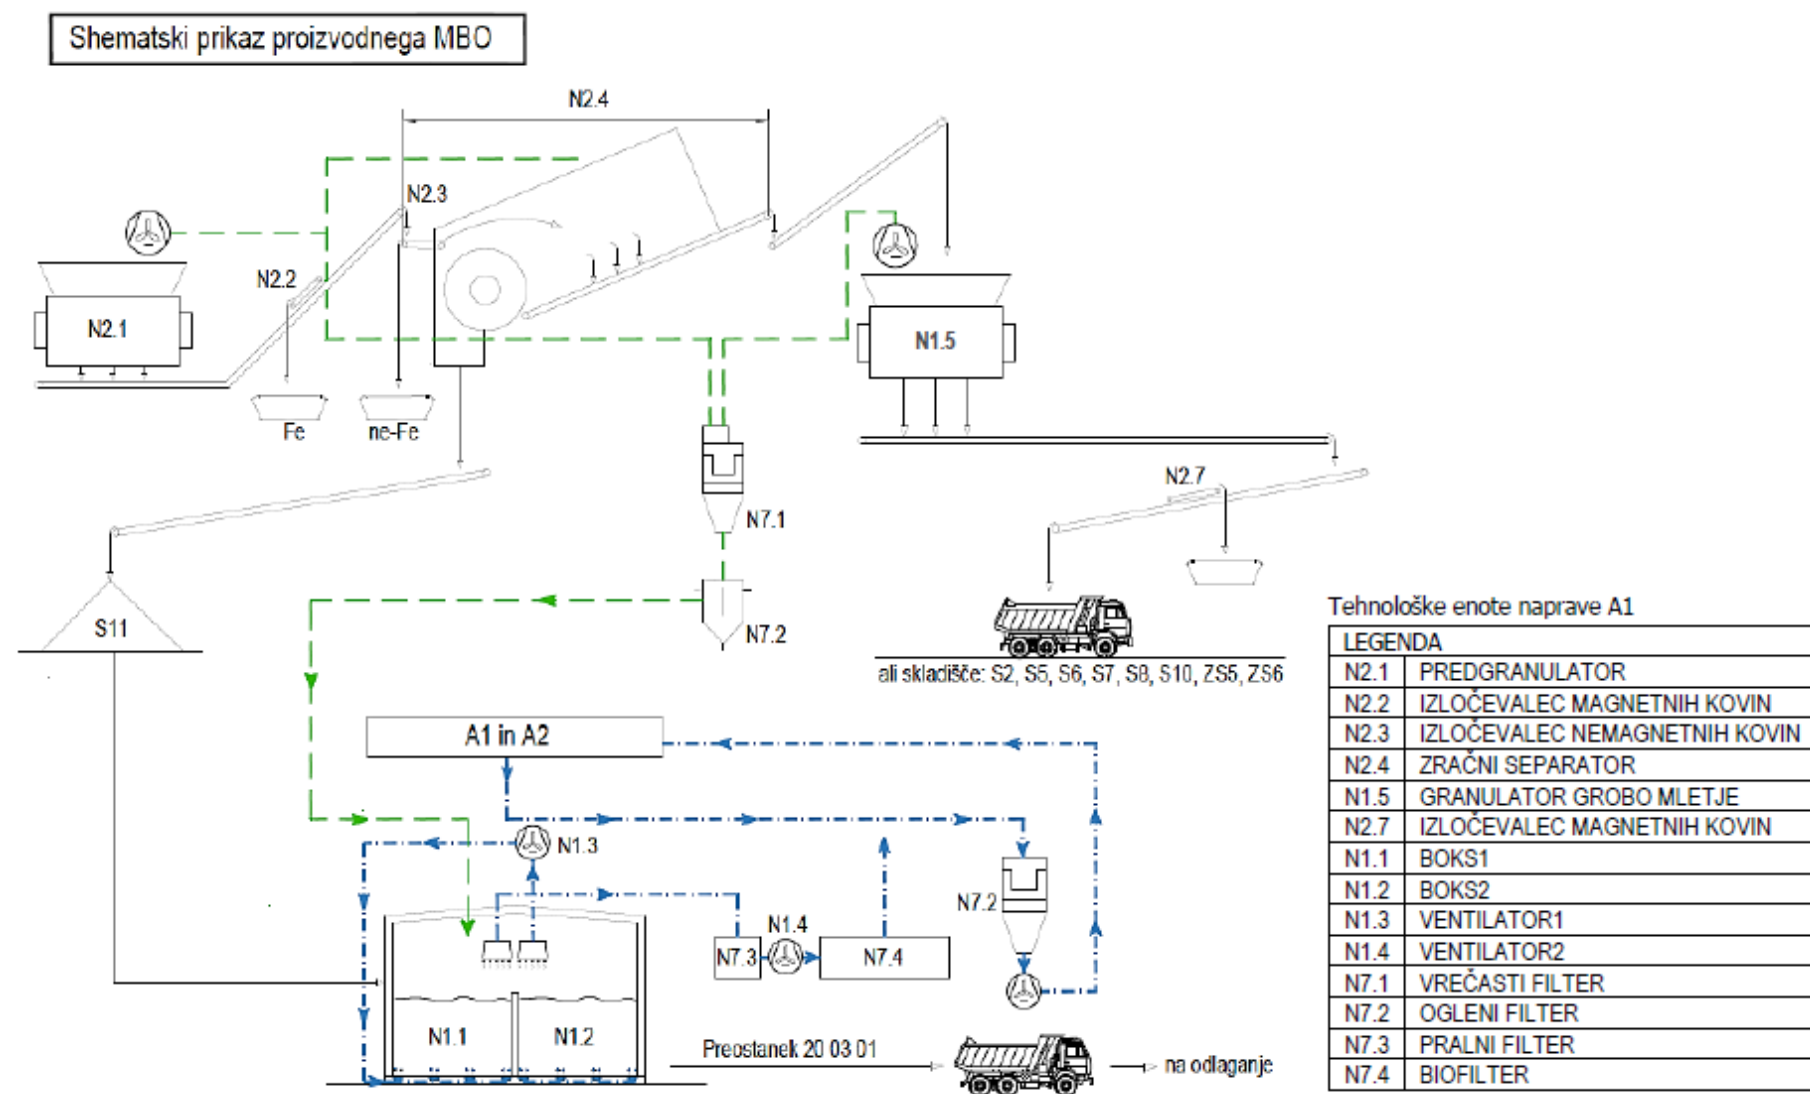 Shematski prikaz proizvodnega MBO
N2.4
N2.3
N2.2
N2.1
N1.5
Fe
ne-Fe
N2.7
N7.1
S11
N7.2
ali skladišče: S2, S5, S6, S7, S8, S10, ZS5, ZS6
A1 in A2
N1.3
N7.2
N1.4
N7.3
N7.4
N1.1
N1.2
Preostanek 20 03 01
na odlaganje
Tehnološke enote naprave A1
LEGENDA
N2.1 PREDGRANULATOR
N2.2 IZLOČEVALEC MAGNETNIH KOVIN
N2.3 IZLOČEVALEC NEMAGNETNIH KOVIN
N2.4 ZRAČNI SEPARATOR
N1.5 GRANULATOR GROBO MLETJE
N2.7 IZLOČEVALEC MAGNETNIH KOVIN
N1.1 BOKS1
N1.2 BOKS2
N1.3 VENTILATOR1
N1.4 VENTILATOR2
N7.1 VREČASTI FILTER
N7.2 OGLENI FILTER
N7.3 PRALNI FILTER
N7.4 BIOFILTER